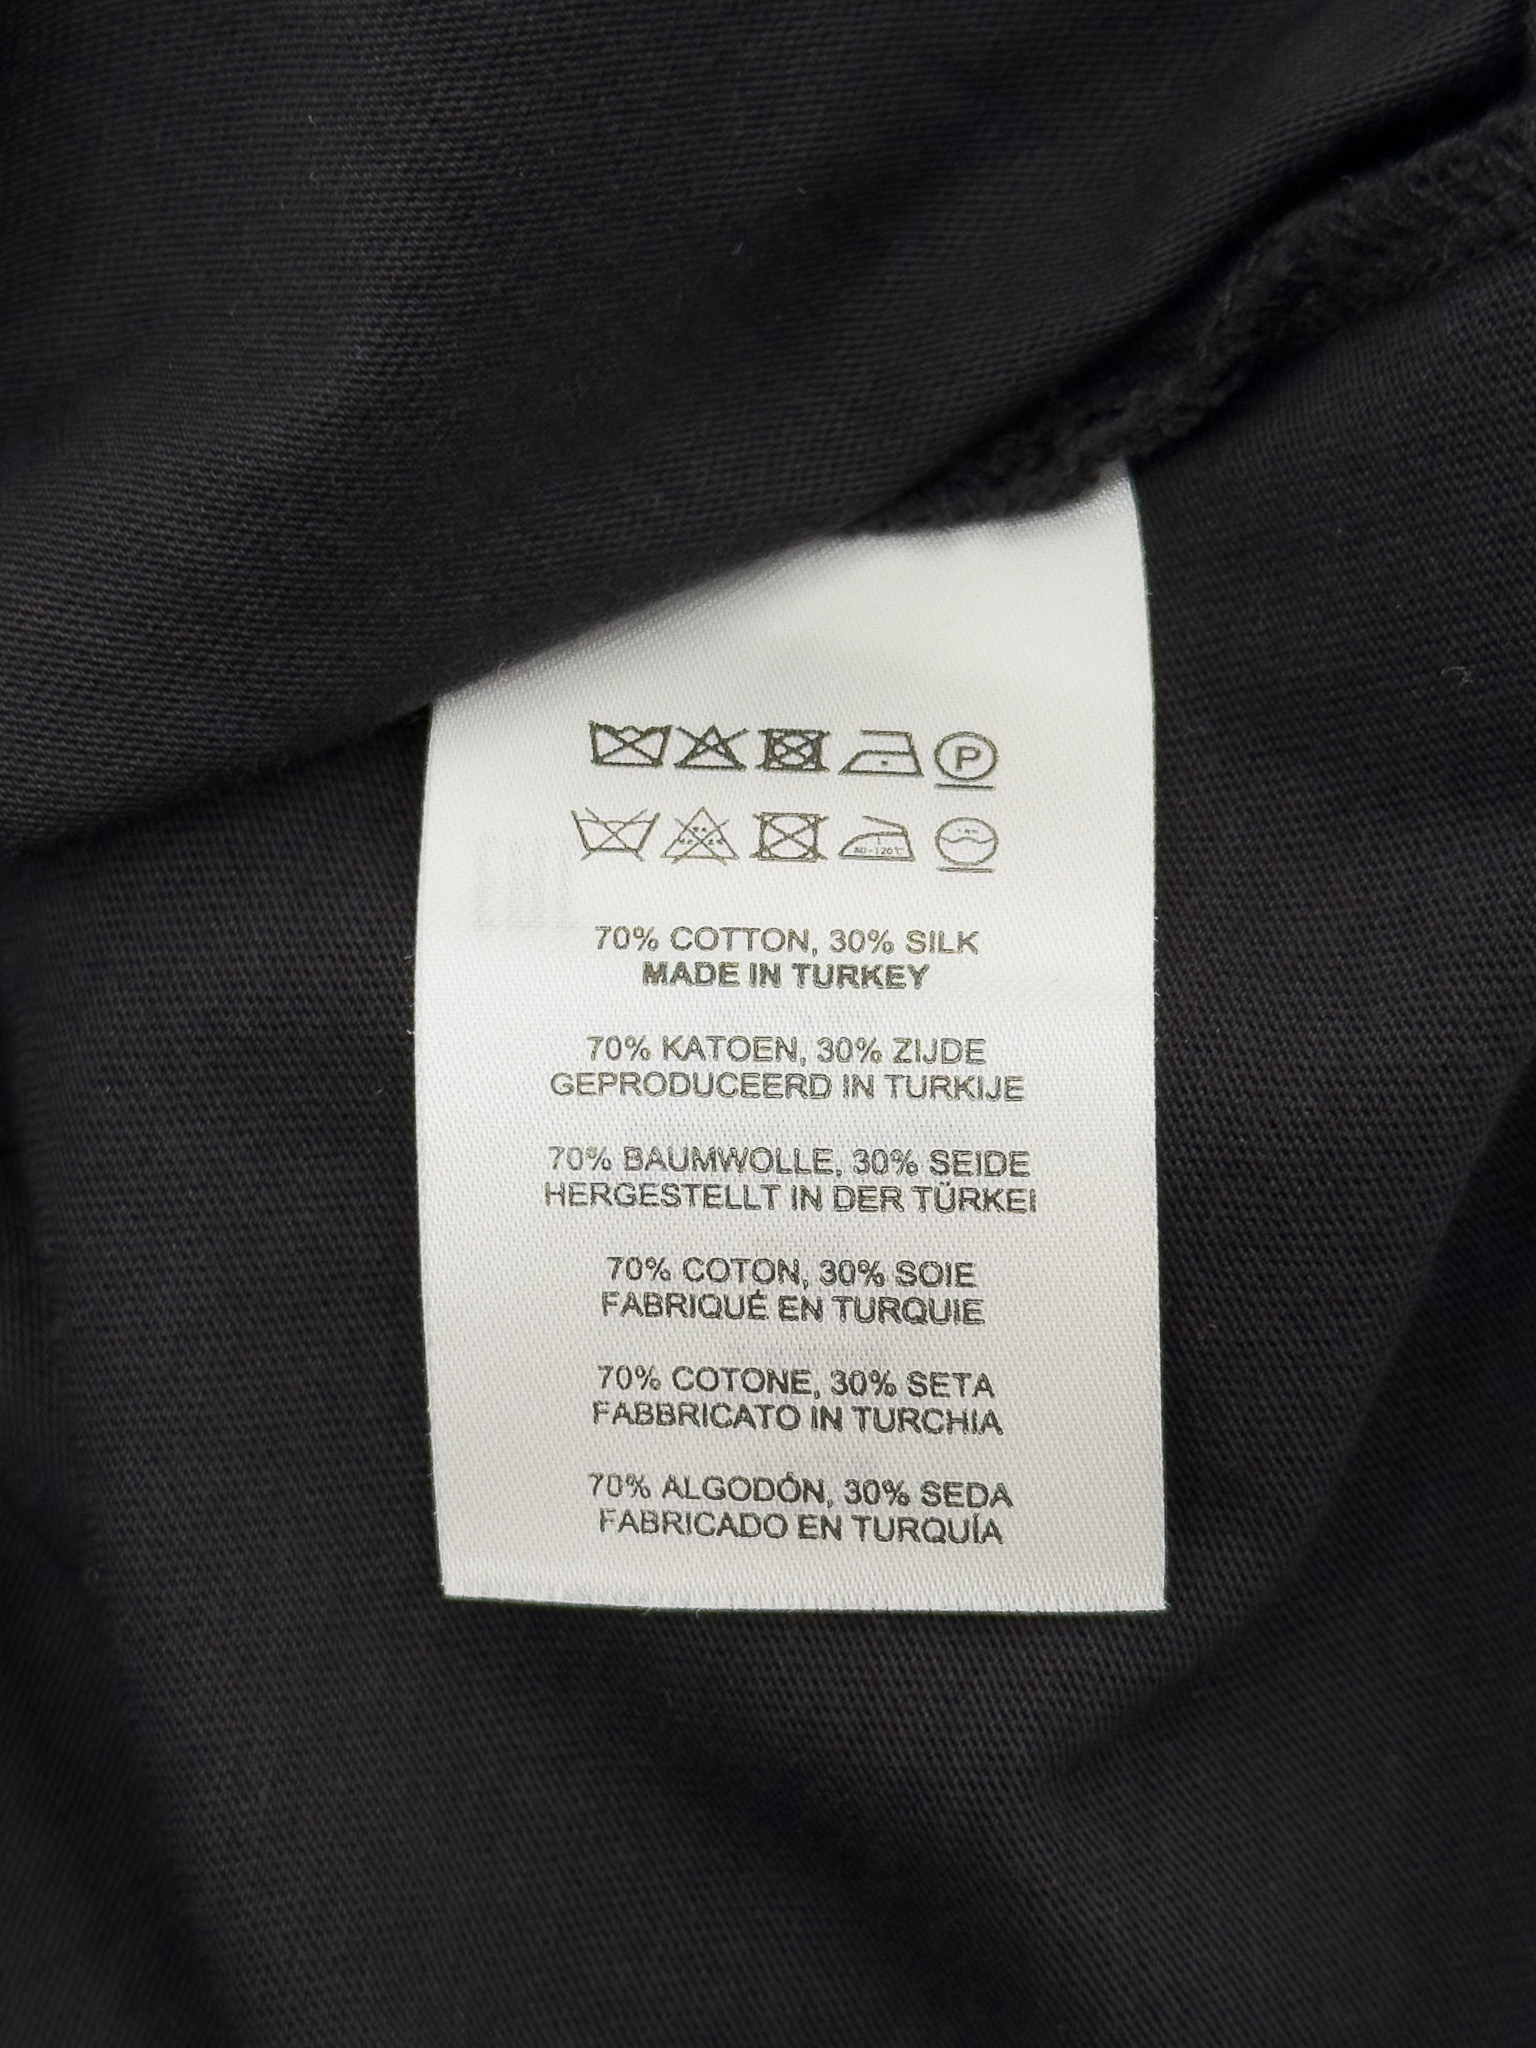 P
80-120℃
70% COTTON, 30% SILK
MADE IN TURKEY
70% KATOEN, 30% ZIJDE
GEPRODUCEERD IN TURKIJE
70% BAUMWOLLE, 30% SEIDE
HERGESTELLT IN DER TÜRKEI
70% COTON, 30% SOIE
FABRIQUÉ EN TURQUIE
70% COTONE, 30% SETA
FABBRICATO IN TURCHIA
70% ALGODÓN, 30% SEDA
FABRICADO EN TURQUÍA